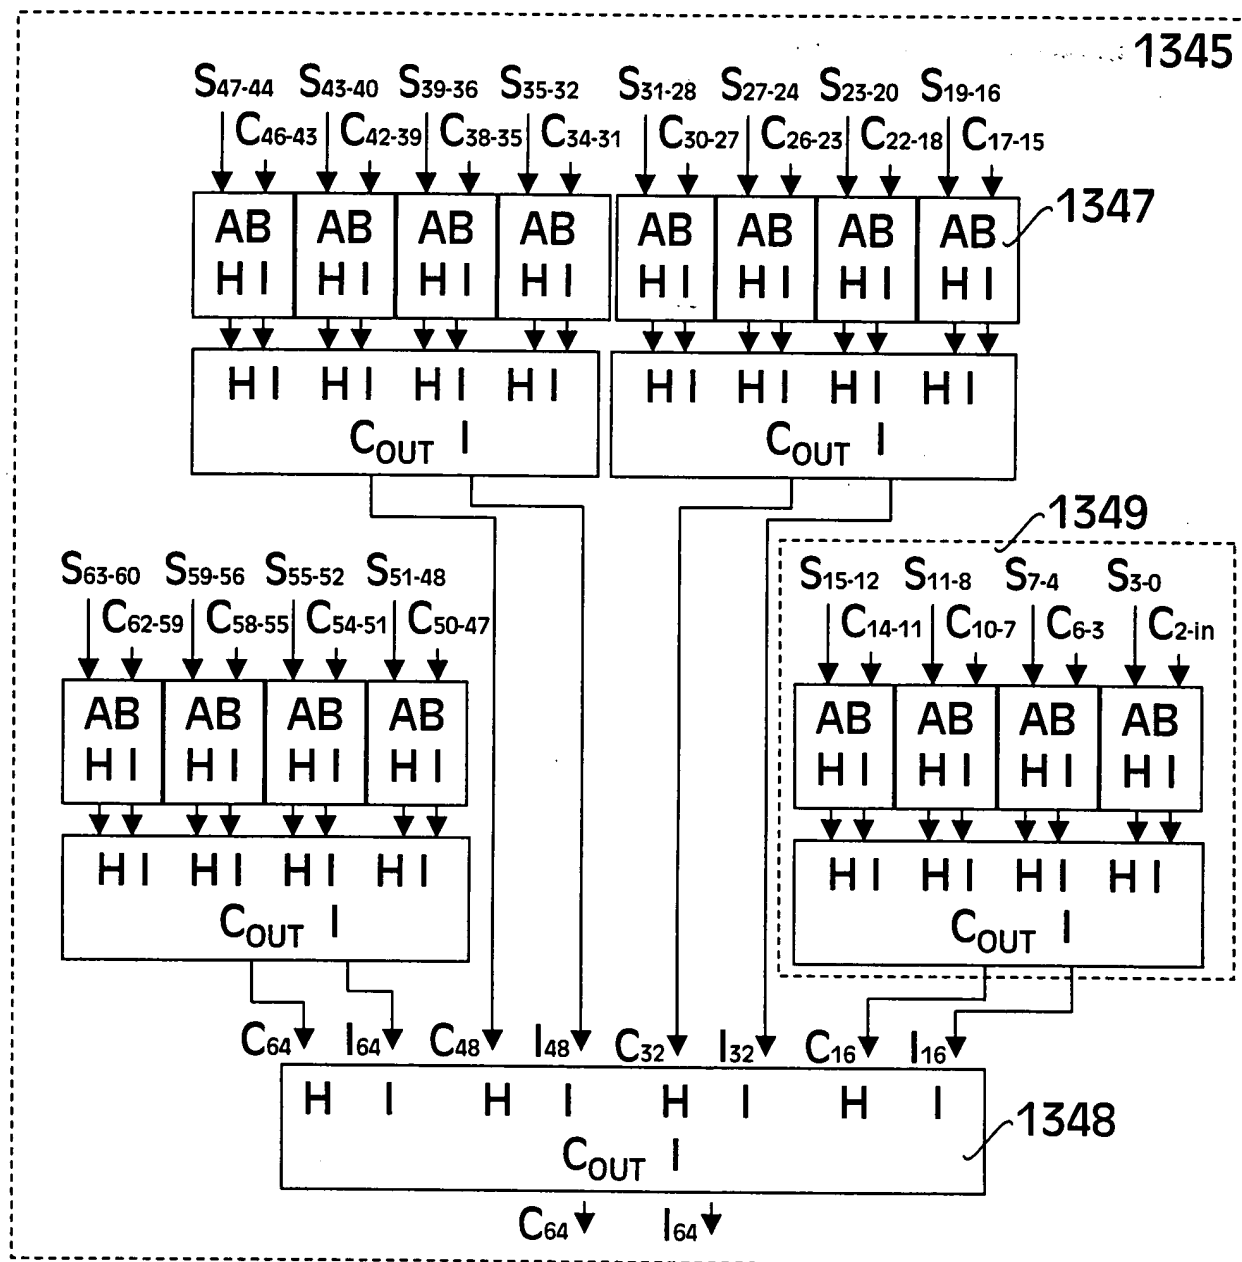 1345
S47-44 S43-40 S39-36 S35-32 S31-28 S27-24 S23-20 S19-16
C46-43 C42-39 C38-35 C34-31 C30-27 C26-23 C22-18 C17-15
1347
AB AB AB AB AB AB AB AB
H I H I H I H I H I H I H I H I
H I H I H I H I H I H I H I H I
COUT I COUT I
1349
S63-60 S59-56 S55-52 S51-48 S15-12 S11-8 S7-4 S3-0
C62-59 C58-55 C54-51 C50-47 C14-11 C10-7 C6-3 C2-in
AB AB AB AB AB AB AB AB
H I H I H I H I H I H I H I H I
H I H I H I H I H I H I H I H I
COUT I COUT I
C64 I64 C48 I48 C32 I32 C16 I16
H I H I H I H I
1348
COUT I
C64 I64